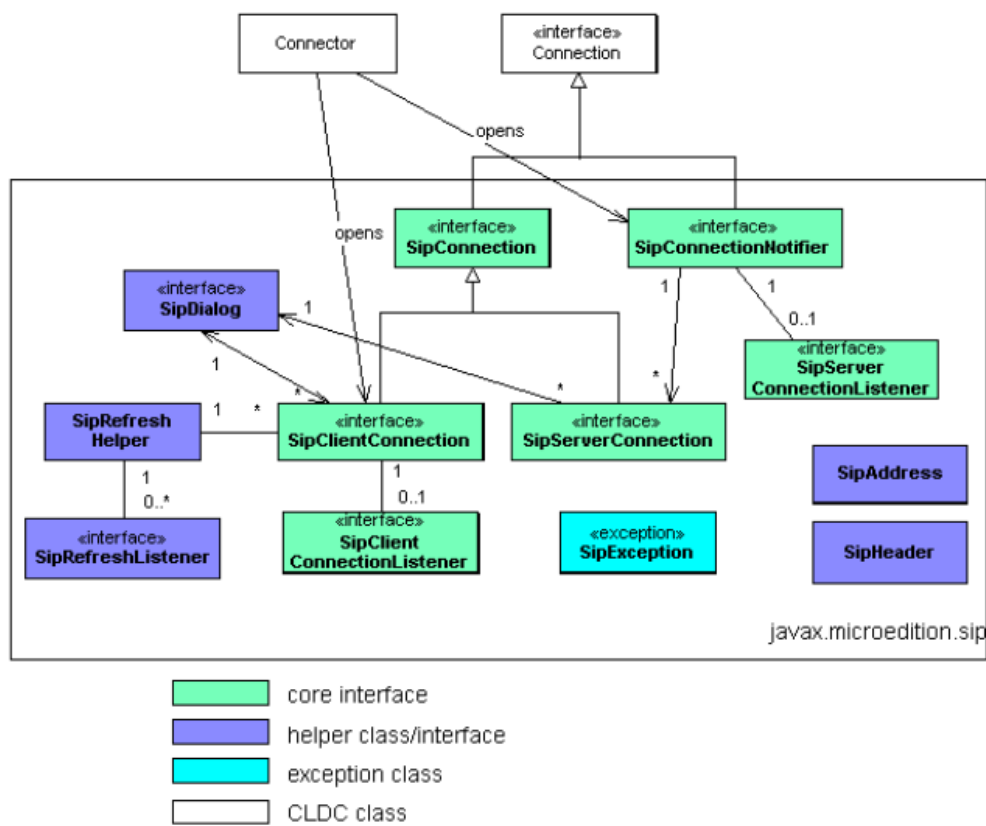 Connector
«interface»
Connection
opens
opens
«interface»
SipConnection
«interface»
SipConnectionNotifier
«interface»
SipDialog
1
1
1
1
0..1
*
*
*
«interface»
SipServer
ConnectionListener
SipRefresh
Helper
1
*
«interface»
SipClientConnection
«interface»
SipServerConnection
1
0..*
1
0..1
SipAddress
«interface»
SipRefreshListener
«interface»
SipClient
ConnectionListener
«exception»
SipException
SipHeader
javax.microedition.sip
core interface
helper class/interface
exception class
CLDC class